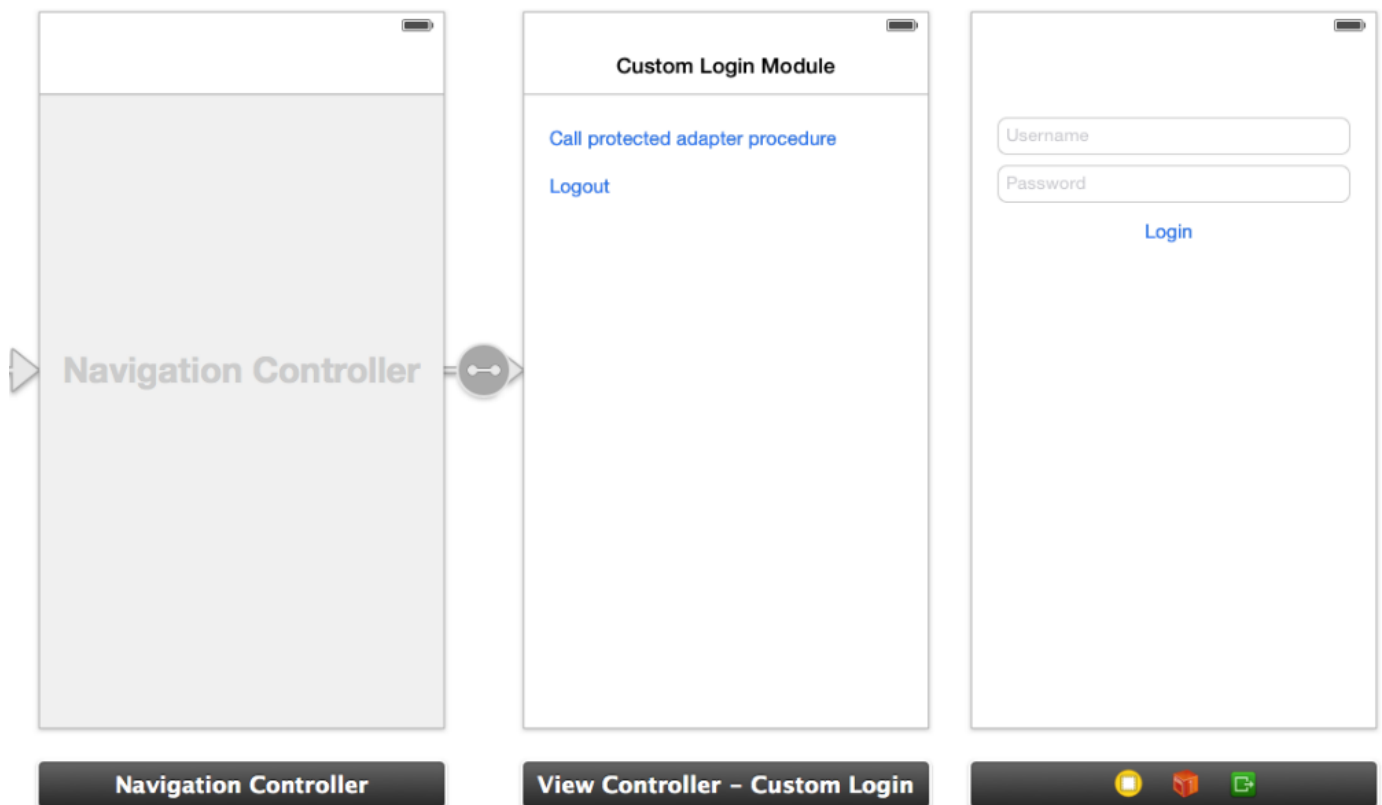 Navigation Controller
Custom Login Module
Call protected adapter procedure
Logout
Username
Password
Login
Navigation Controller
View Controller – Custom Login